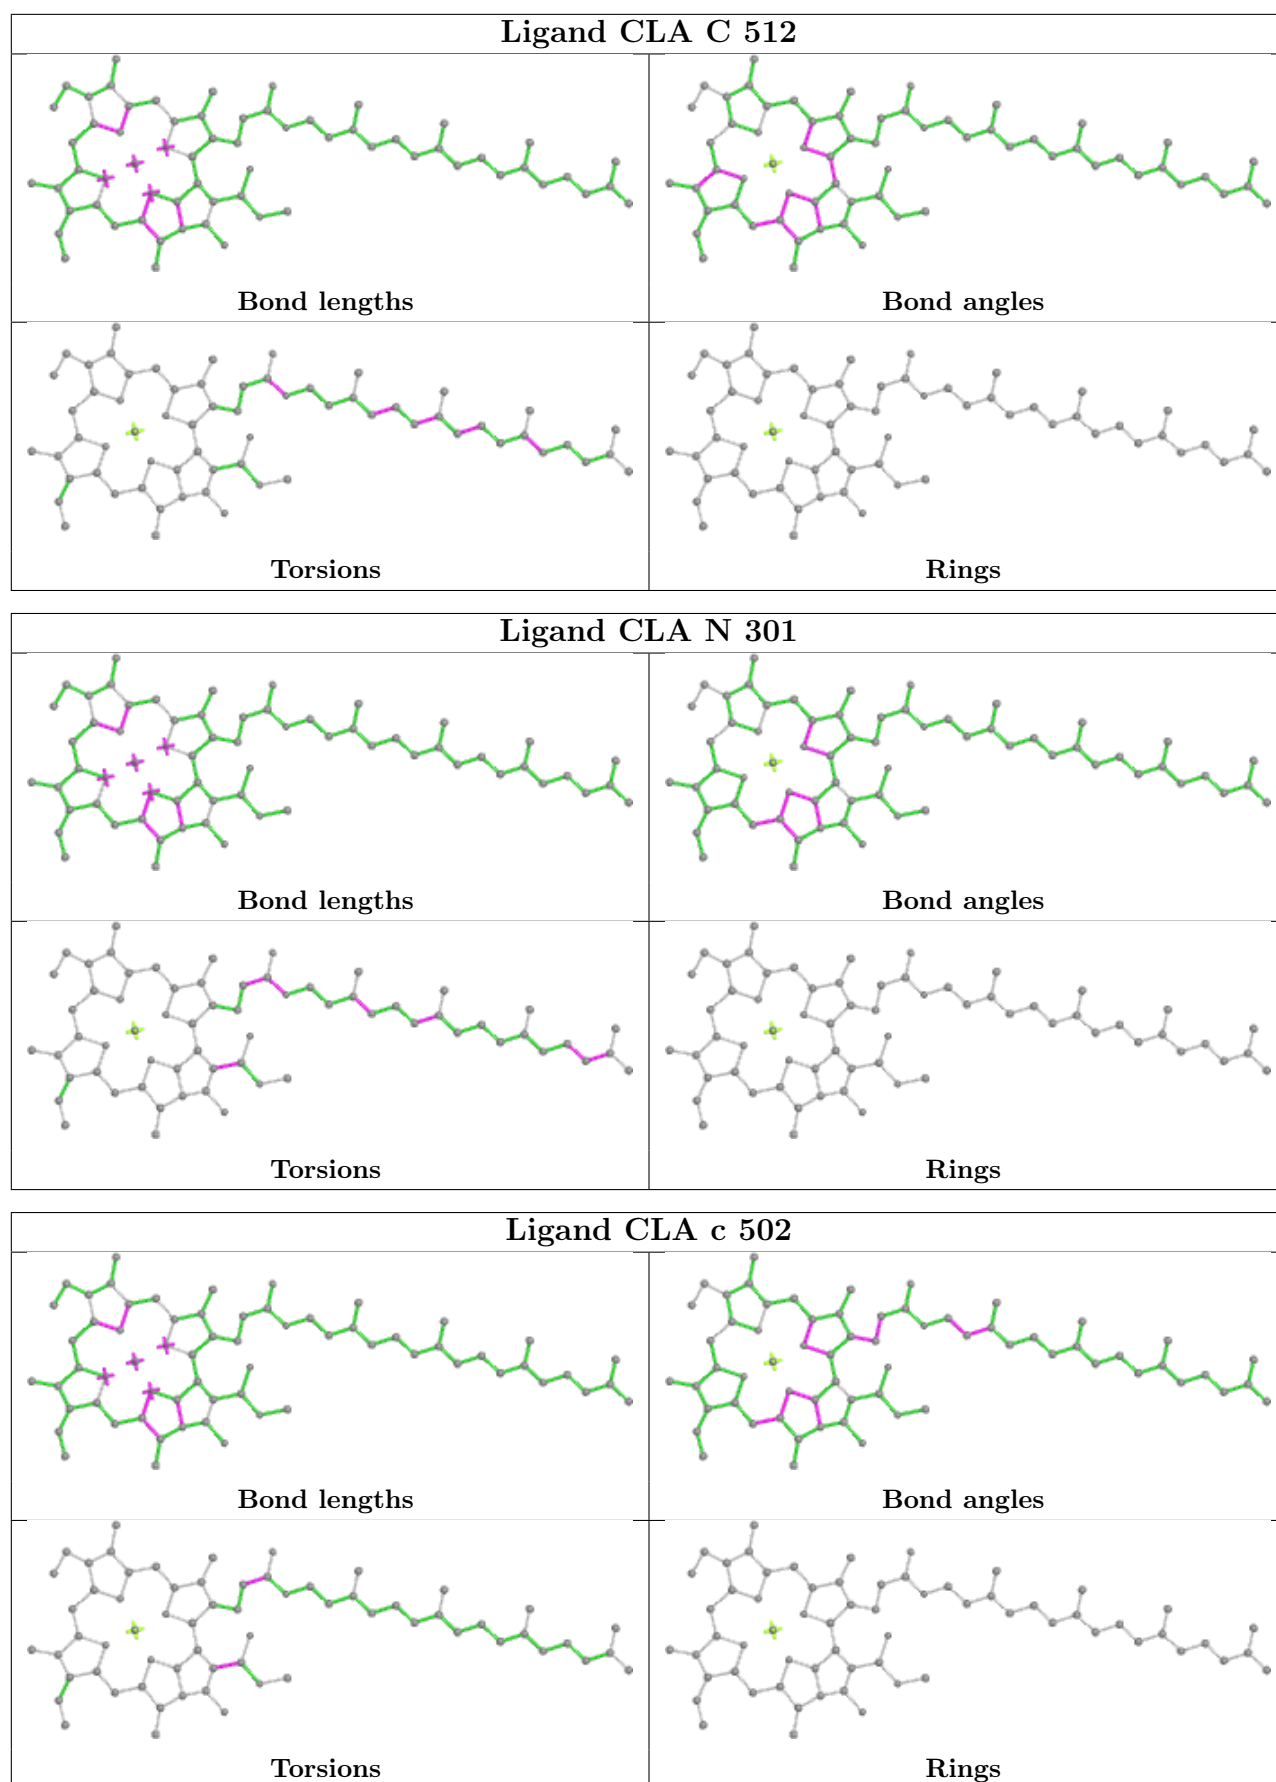 Ligand CLA C 512
Bond lengths
Bond angles
Torsions
Rings
Ligand CLA N 301
Bond lengths
Bond angles
Torsions
Rings
Ligand CLA c 502
Bond lengths
Bond angles
Torsions
Rings